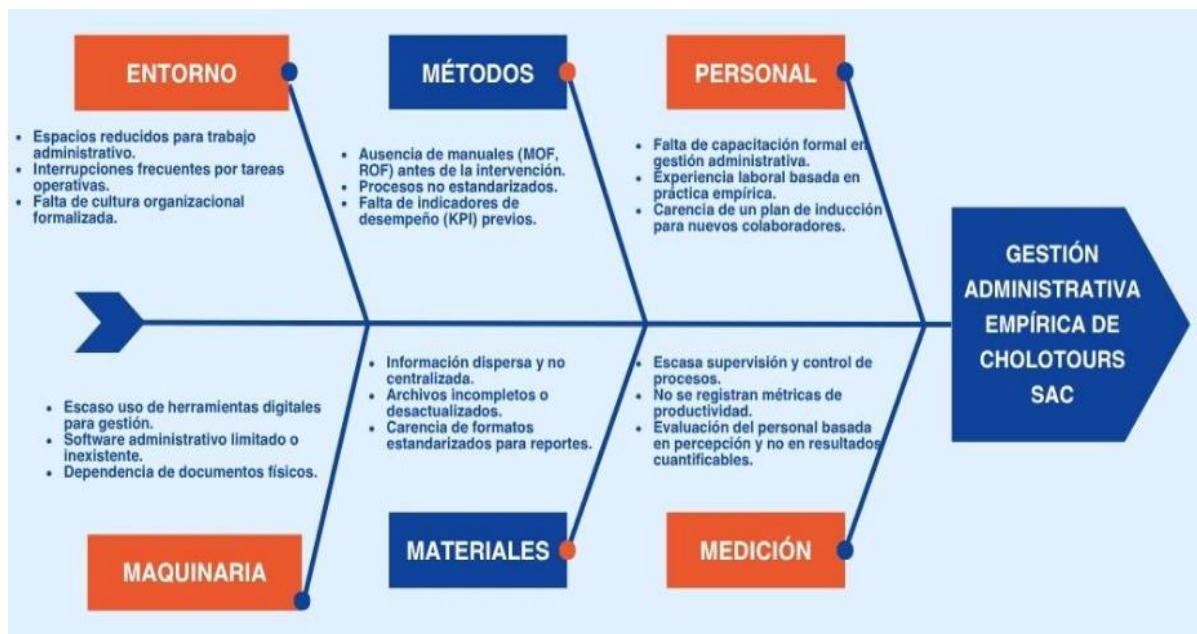 ENTORNO
• Espacios reducidos para trabajo
administrativo.
• Interrupciones frecuentes por tareas
operativas.
• Falta de cultura organizacional
formalizada.
MÉTODOS
• Ausencia de manuales (MOF,
ROF) antes de la intervención.
• Procesos no estandarizados.
• Falta de indicadores de
desempeño (KPI) previos.
PERSONAL
• Falta de capacitación formal en
gestión administrativa.
• Experiencia laboral basada en
práctica empírica.
• Carencia de un plan de inducción
para nuevos colaboradores.
GESTIÓN
ADMINISTRATIVA
EMPÍRICA DE
CHOLOTOURS
SAC
• Escaso uso de herramientas digitales
para gestión.
• Software administrativo limitado o
inexistente.
• Dependencia de documentos físicos.
MAQUINARIA
• Información dispersa y no
centralizada.
• Archivos incompletos o
desactualizados.
• Carencia de formatos
estandarizados para reportes.
MATERIALES
• Escasa supervisión y control de
procesos.
• No se registran métricas de
productividad.
• Evaluación del personal basada
en percepción y no en resultados
cuantificables.
MEDICIÓN